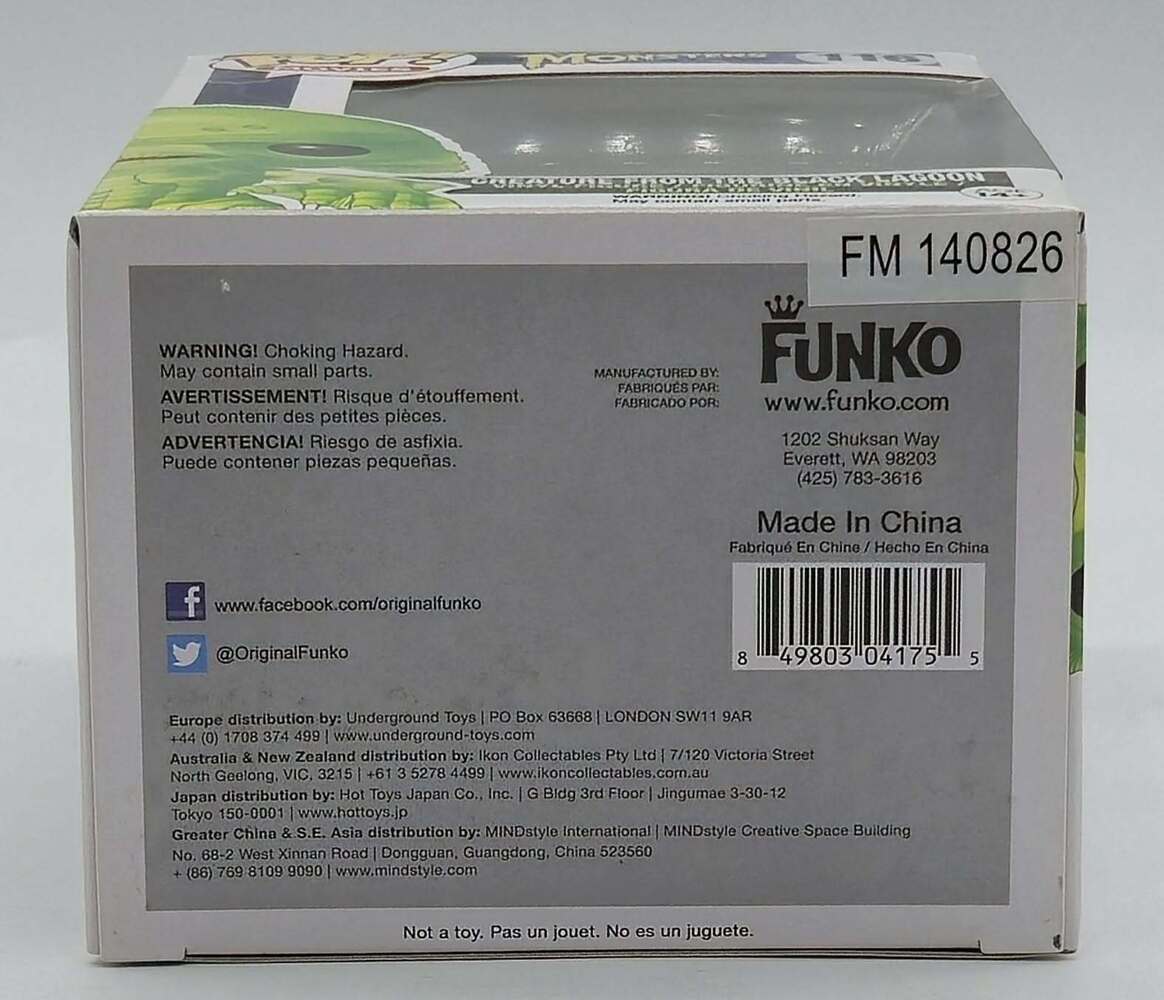 POP!
MOVIES
MONSTERS
116
CREATURE FROM THE BLACK LAGOON
WARNING! Choking Hazard.
May contain small parts.
FM 140826
WARNING! Choking Hazard.
May contain small parts.
AVERTISSEMENT! Risque d'étouffement.
Peut contenir des petites pièces.
ADVERTENCIA! Riesgo de asfixia.
Puede contener piezas pequeñas.
MANUFACTURED BY:
FABRIQUÉS PAR:
FABRICADO POR:
FUNKO
www.funko.com
1202 Shuksan Way
Everett, WA 98203
(425) 783-3616
Made In China
Fabriqué En Chine / Hecho En China
8 49803 04175 5
f www.facebook.com/originalfunko
@OriginalFunko
Europe distribution by: Underground Toys | PO Box 63668 | LONDON SW11 9AR
+44 (0) 1708 374 499 | www.underground-toys.com
Australia & New Zealand distribution by: Ikon Collectables Pty Ltd | 7/120 Victoria Street
North Geelong, VIC, 3215 | +61 3 5278 4499 | www.ikoncollectables.com.au
Japan distribution by: Hot Toys Japan Co., Inc. | G Bldg 3rd Floor | Jingumae 3-30-12
Tokyo 150-0001 | www.hottoys.jp
Greater China & S.E. Asia distribution by: MINDstyle International | MINDstyle Creative Space Building
No. 68-2 West Xinnan Road | Dongguan, Guangdong, China 523560
+ (86) 769 8109 9090 | www.mindstyle.com
Not a toy. Pas un jouet. No es un juguete.